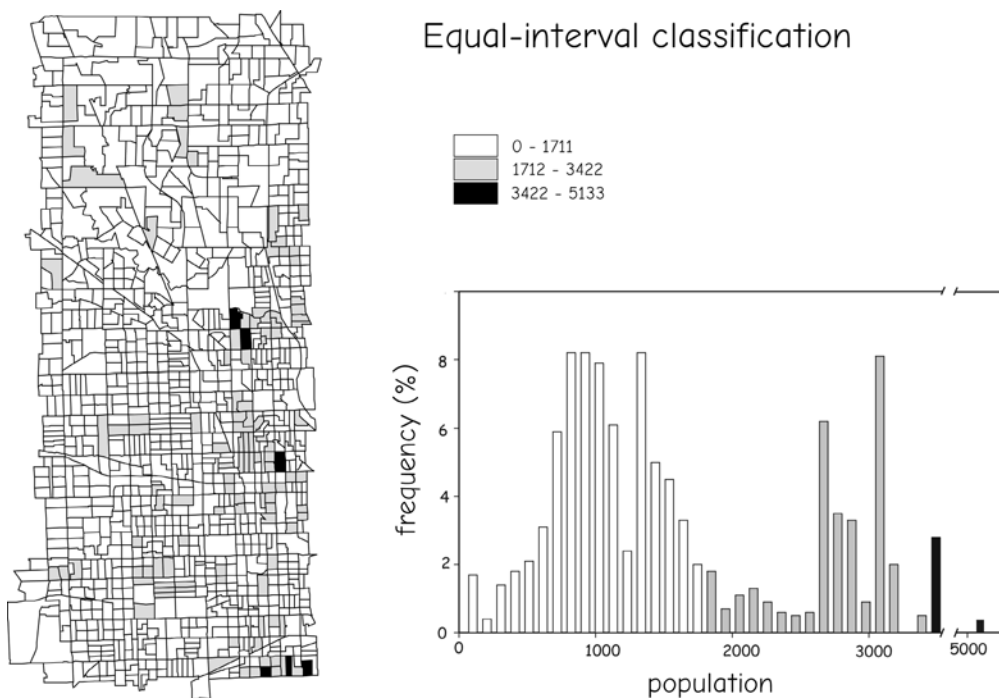 Equal-interval classification
0 - 1711
1712 - 3422
3422 - 5133
frequency (%)
8
6
4
2
0
0
1000
2000
3000
5000
population